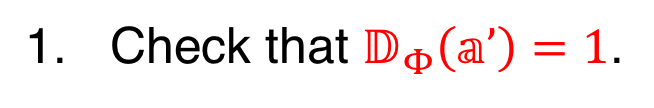 1. Check that 𝔻_Φ(𝕒’) = 1.